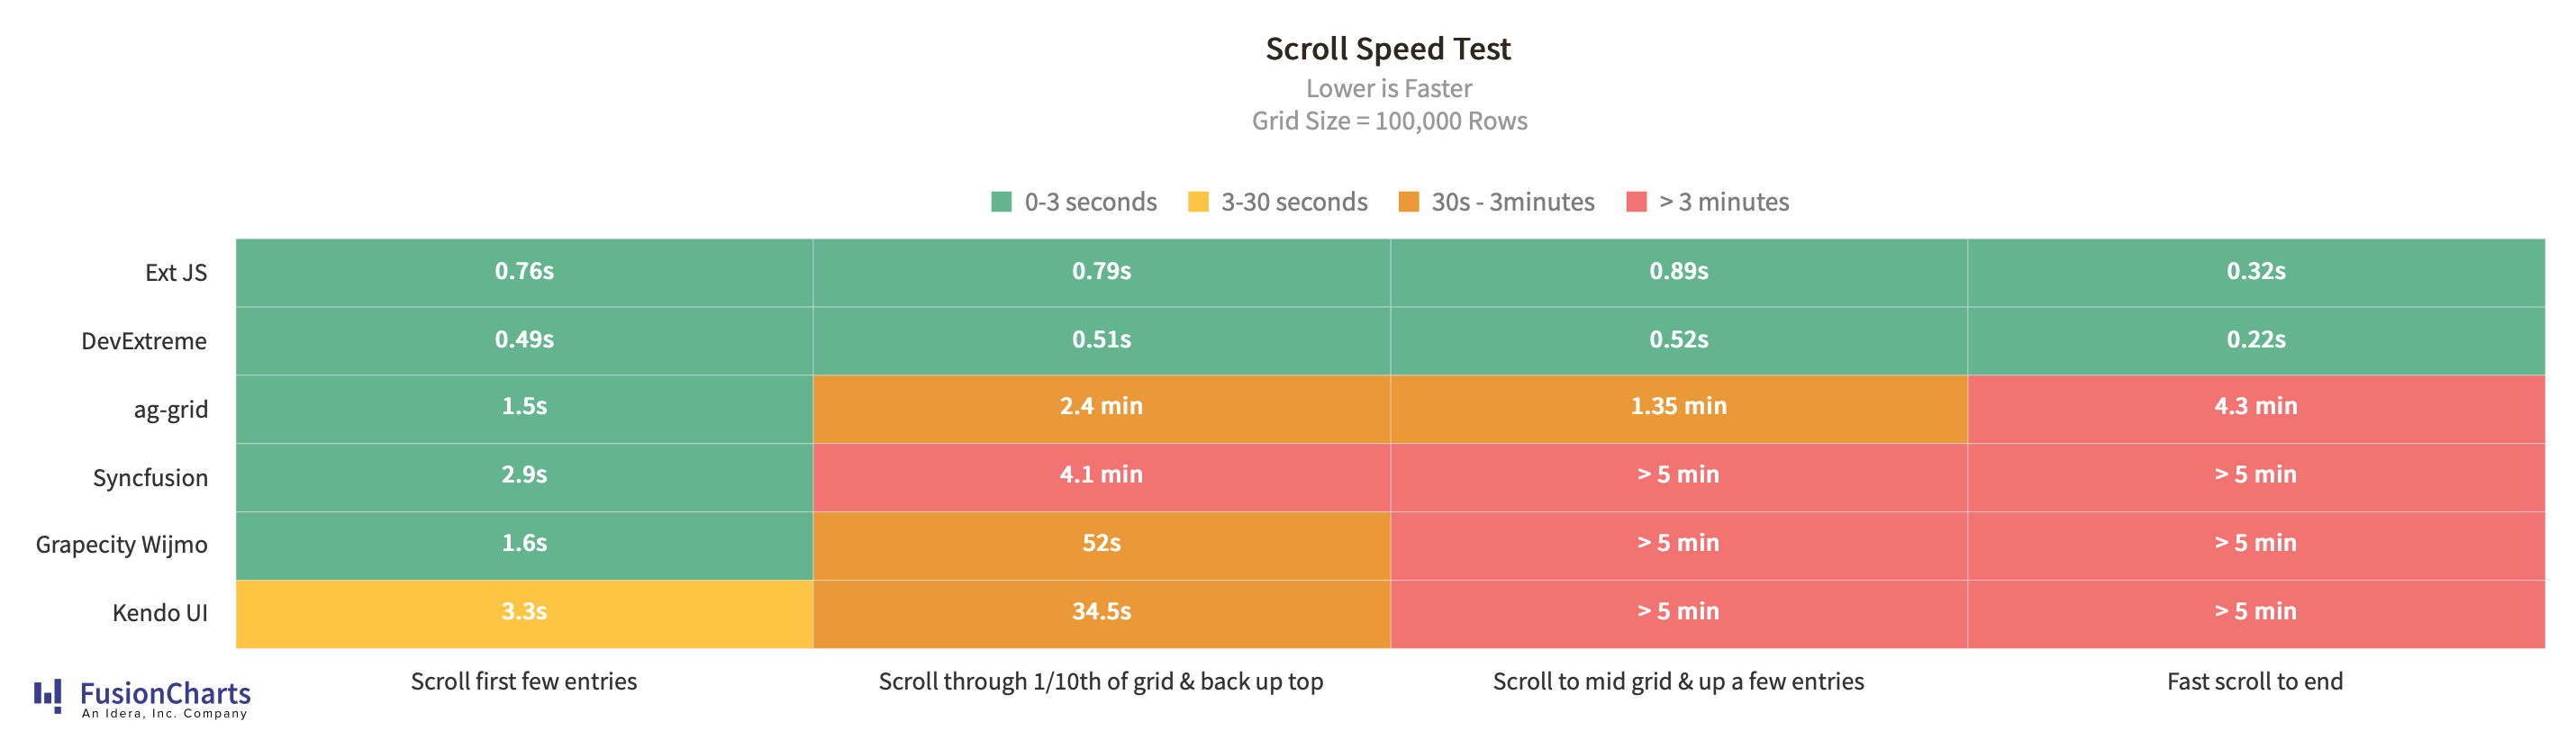 Scroll Speed Test
Lower is Faster
Grid Size = 100,000 Rows
0-3 seconds 3-30 seconds 30s - 3minutes > 3 minutes
Ext JS 0.76s 0.79s 0.89s 0.32s
DevExtreme 0.49s 0.51s 0.52s 0.22s
ag-grid 1.5s 2.4 min 1.35 min 4.3 min
Syncfusion 2.9s 4.1 min > 5 min > 5 min
Grapecity Wijmo 1.6s 52s > 5 min > 5 min
Kendo UI 3.3s 34.5s > 5 min > 5 min
Scroll first few entries Scroll through 1/10th of grid & back up top Scroll to mid grid & up a few entries Fast scroll to end
FusionCharts
An Idera, Inc. Company